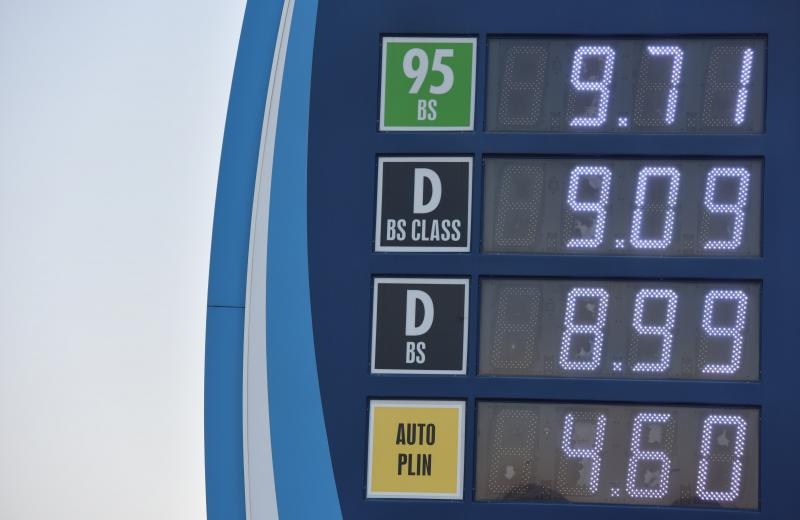 95
BS
9.71
D
BS CLASS
9.09
D
BS
8.99
AUTO
PLIN
4.60